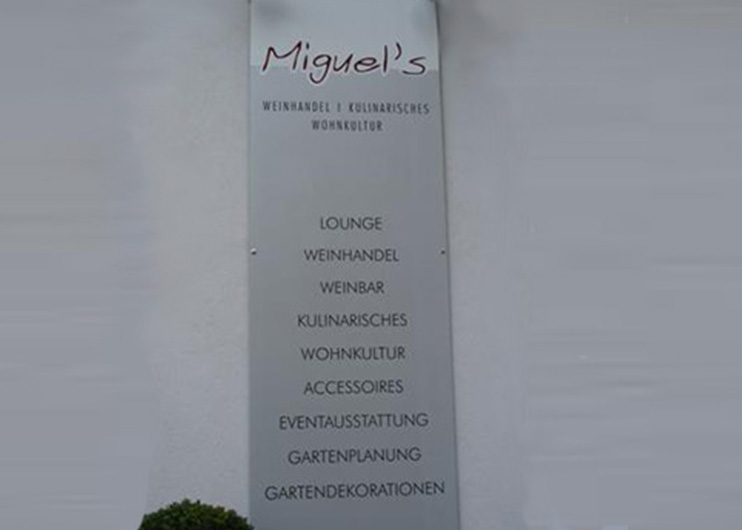 Miguel's
WEINHANDEL | KULINARISCHES
WOHNKULTUR
LOUNGE
WEINHANDEL
WEINBAR
KULINARISCHES
WOHNKULTUR
ACCESSOIRES
EVENTAUSSTATTUNG
GARTENPLANUNG
GARTENDEKORATIONEN